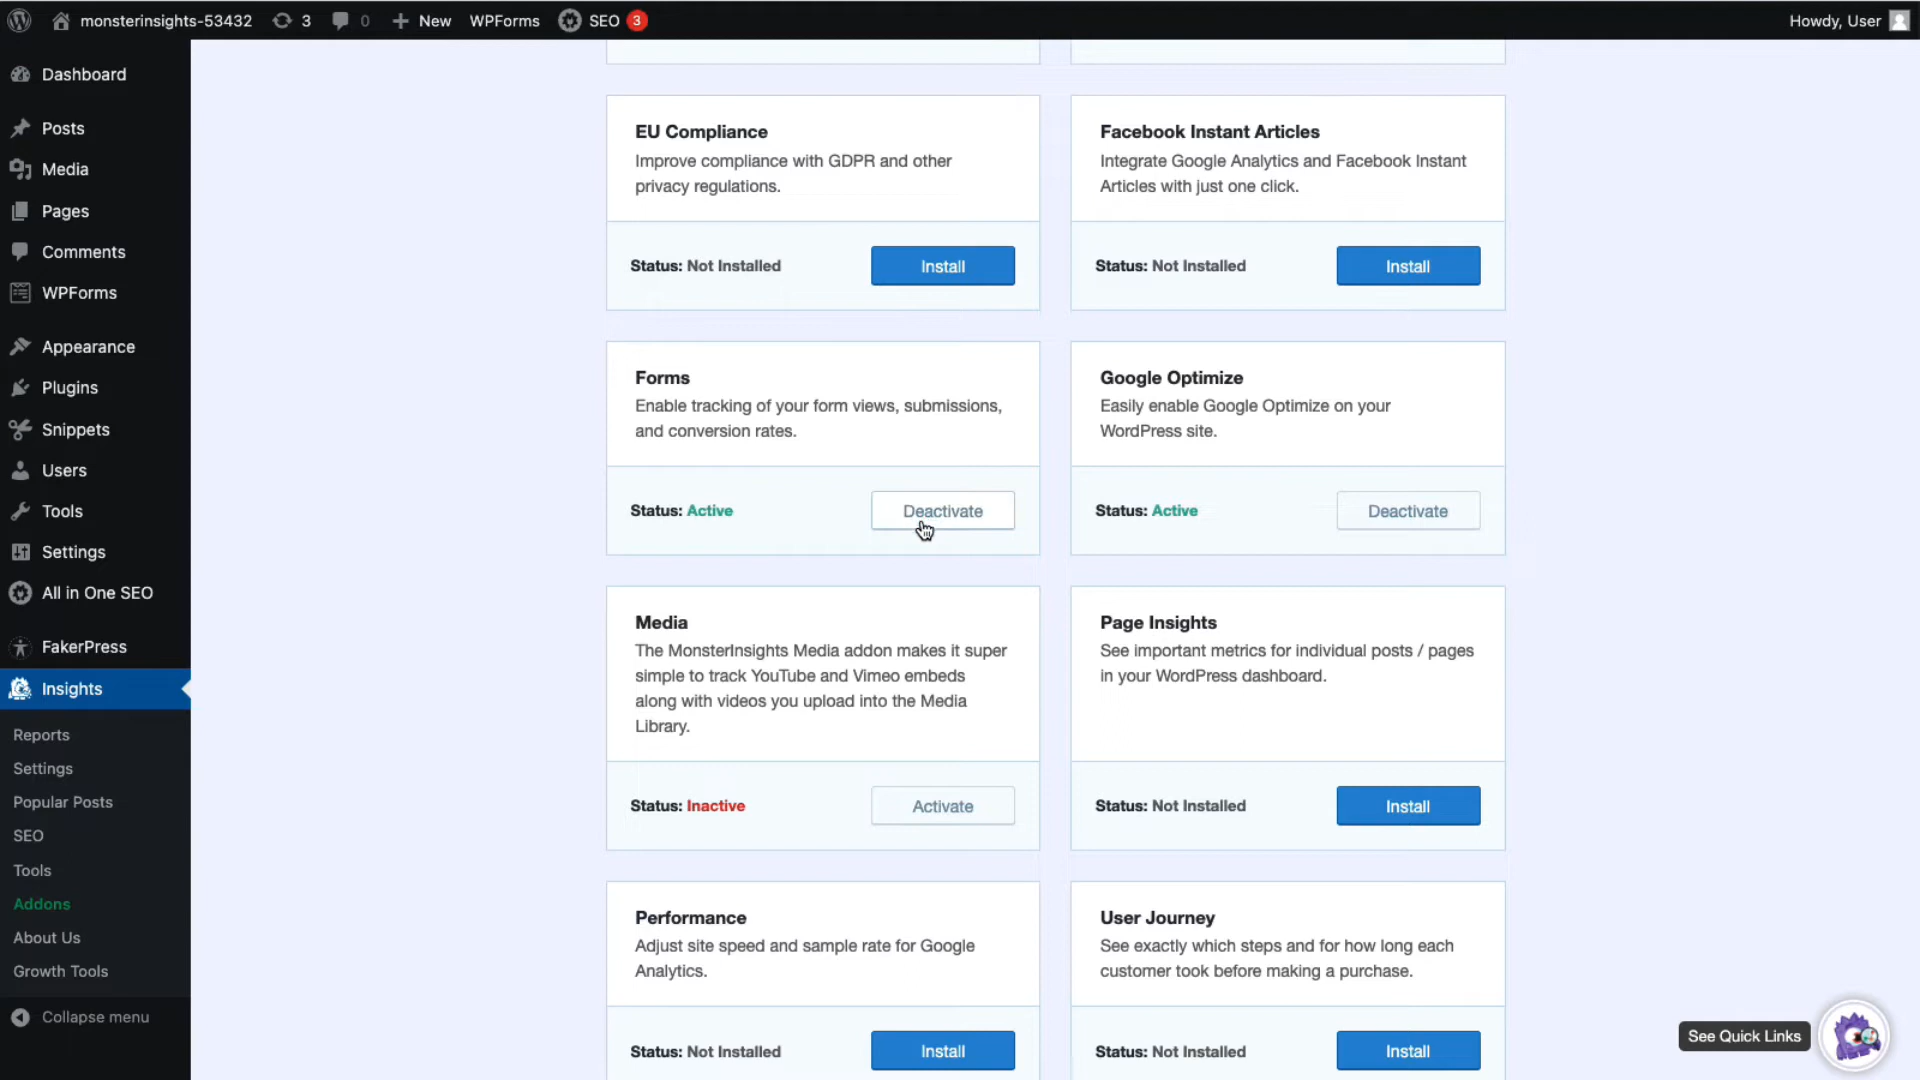 monsterinsights-53432
3
0
New
WPForms
SEO
3
Howdy, User
Dashboard
Posts
Media
Pages
Comments
WPForms
Appearance
Plugins
Snippets
Users
Tools
Settings
All in One SEO
FakerPress
Insights
Reports
Settings
Popular Posts
SEO
Tools
Addons
About Us
Growth Tools
Collapse menu
EU Compliance
Improve compliance with GDPR and other
privacy regulations.
Status: Not Installed
Install
Facebook Instant Articles
Integrate Google Analytics and Facebook Instant
Articles with just one click.
Status: Not Installed
Install
Forms
Enable tracking of your form views, submissions,
and conversion rates.
Status: Active
Deactivate
Google Optimize
Easily enable Google Optimize on your
WordPress site.
Status: Active
Deactivate
Media
The MonsterInsights Media addon makes it super
simple to track YouTube and Vimeo embeds
along with videos you upload into the Media
Library.
Status: Inactive
Activate
Page Insights
See important metrics for individual posts / pages
in your WordPress dashboard.
Status: Not Installed
Install
Performance
Adjust site speed and sample rate for Google
Analytics.
Status: Not Installed
Install
User Journey
See exactly which steps and for how long each
customer took before making a purchase.
Status: Not Installed
Install
See Quick Links